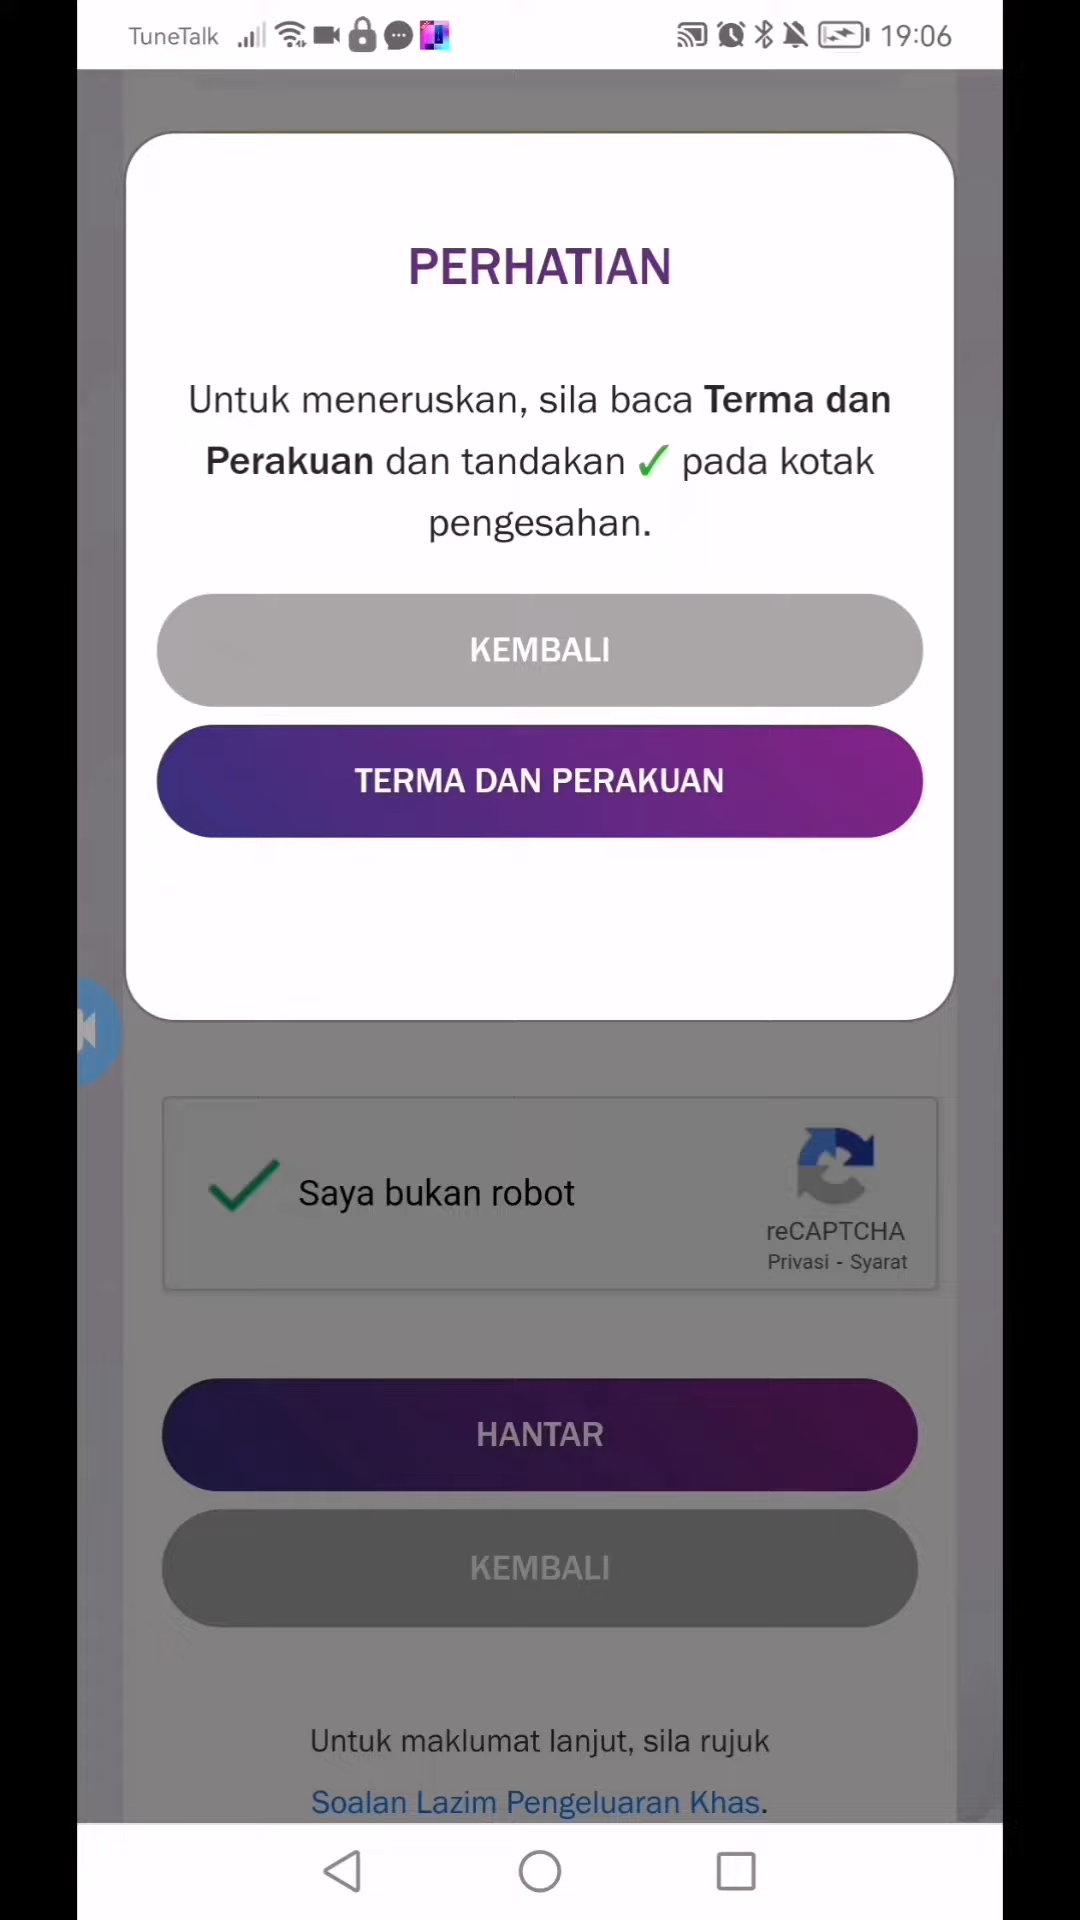 TuneTalk 19:06
PERHATIAN
Untuk meneruskan, sila baca Terma dan
Perakuan dan tandakan ✓ pada kotak
pengesahan.
KEMBALI
TERMA DAN PERAKUAN
Saya bukan robot
reCAPTCHA
Privasi - Syarat
HANTAR
KEMBALI
Untuk maklumat lanjut, sila rujuk
Soalan Lazim Pengeluaran Khas.